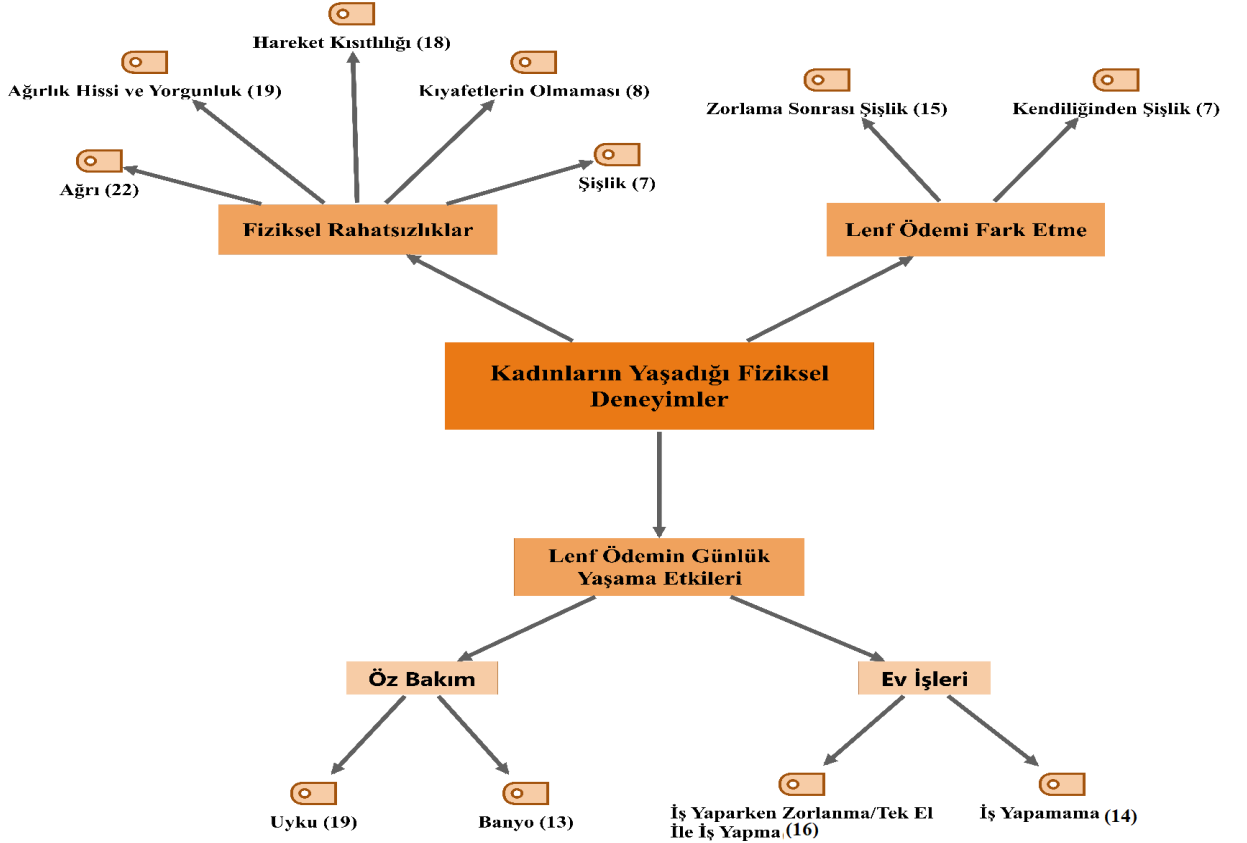 Hareket Kısıtlılığı (18)
Ağırlık Hissi ve Yorgunluk (19)
Kıyafetlerin Olmaması (8)
Ağrı (22)
Şişlik (7)
Fiziksel Rahatsızlıklar
Zorlama Sonrası Şişlik (15)
Kendiliğinden Şişlik (7)
Lenf Ödemi Fark Etme
Kadınların Yaşadığı Fiziksel
Deneyimler
Lenf Ödemin Günlük
Yaşama Etkileri
Öz Bakım
Ev İşleri
Uyku (19)
Banyo (13)
İş Yaparken Zorlanma/Tek El
İle İş Yapma (16)
İş Yapamama (14)